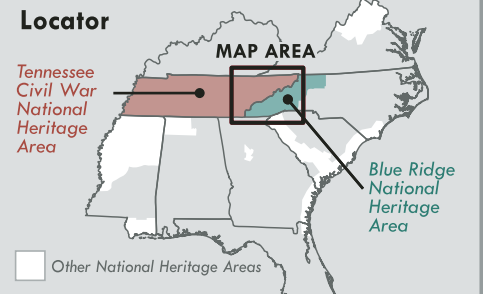 Locator
MAP AREA
Tennessee
Civil War
National
Heritage
Area
Blue Ridge
National
Heritage
Area
Other National Heritage Areas